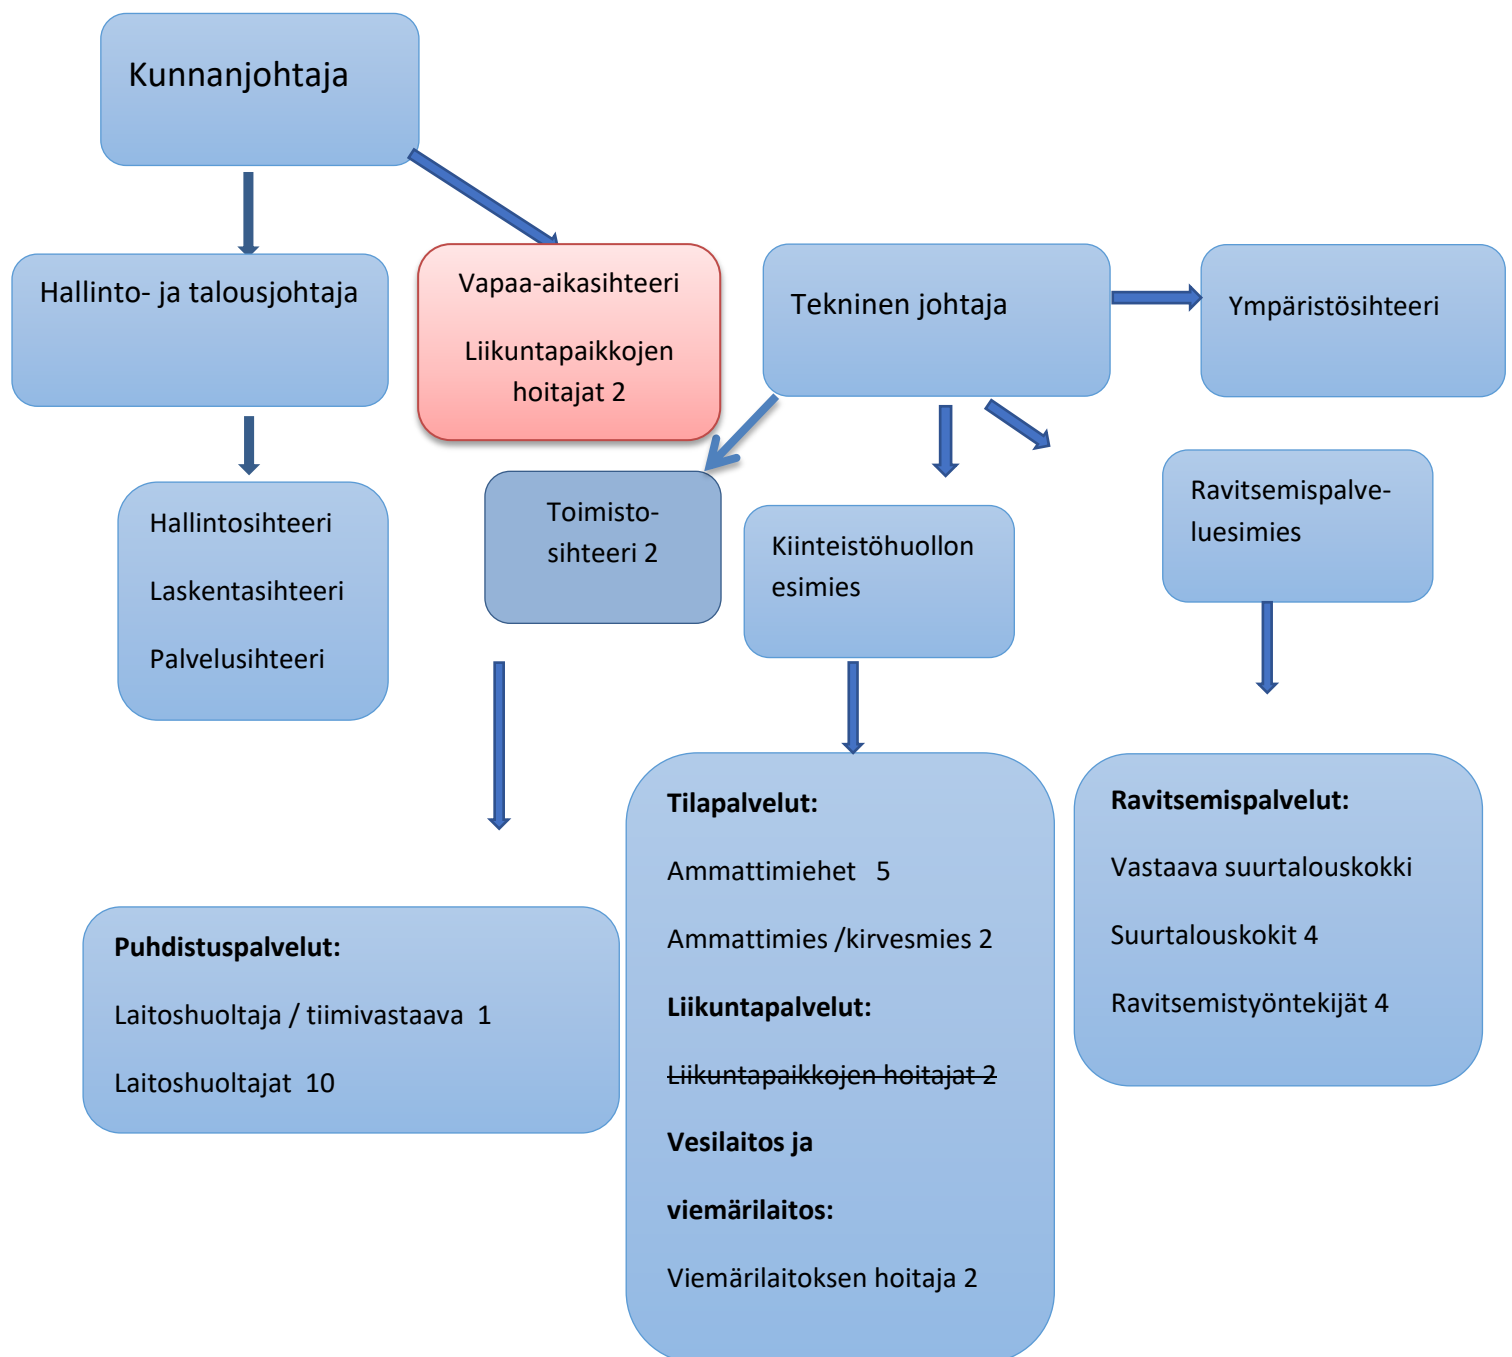 Kunnanjohtaja
Hallinto- ja talousjohtaja
Vapaa-aikasihteeri
Liikuntapaikkojen
hoitajat 2
Tekninen johtaja
Ympäristösihteeri
Hallintosihteeri
Laskentasihteeri
Palvelusihteeri
Toimisto-
sihteeri 2
Kiinteistöhuollon
esimies
Ravitsemispalve-
luesimies
Puhdistuspalvelut:
Laitoshuoltaja / tiimivastaava 1
Laitoshuoltajat 10
Tilapalvelut:
Ammattimiehet 5
Ammattimies /kirvesmies 2
Liikuntapalvelut:
Liikuntapaikkojen hoitajat 2
Vesilaitos ja
viemärilaitos:
Viemärilaitoksen hoitaja 2
Ravitsemispalvelut:
Vastaava suurtalouskokki
Suurtalouskokit 4
Ravitsemistyöntekijät 4